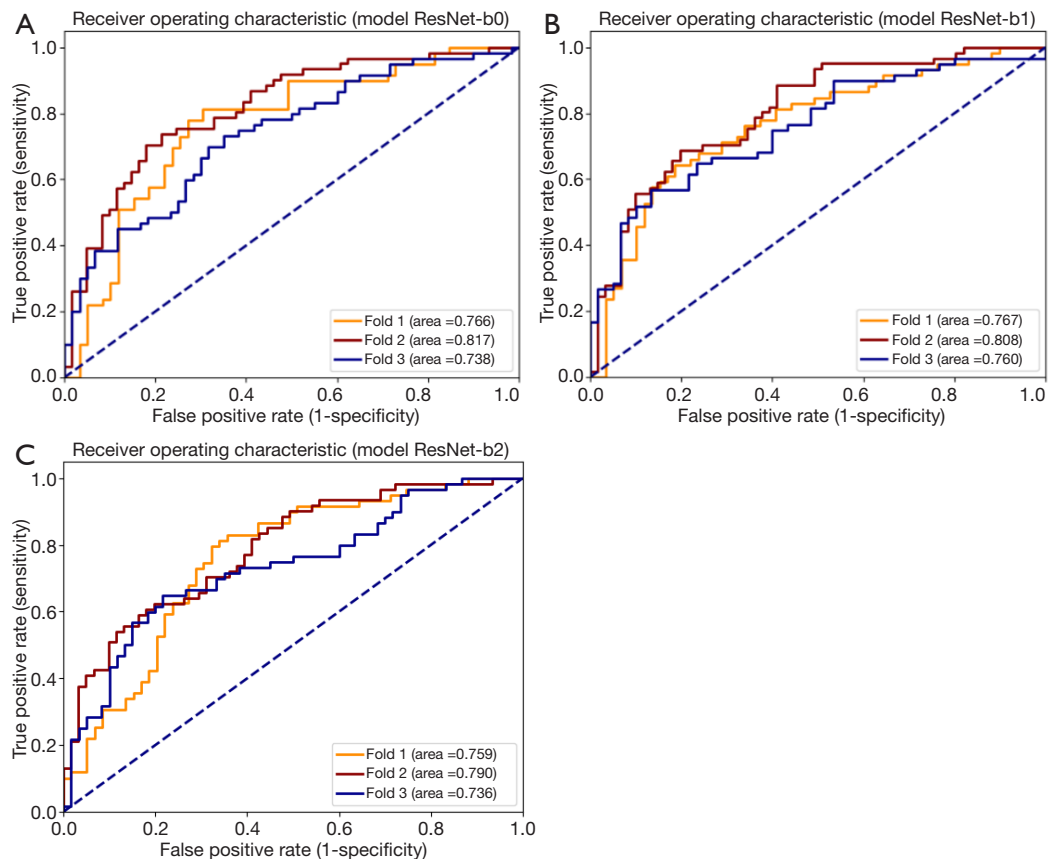 A
Receiver operating characteristic (model ResNet-b0)
1.0
0.8
0.6
0.4
0.2
0.0
True positive rate (sensitivity)
Fold 1 (area =0.766)
Fold 2 (area =0.817)
Fold 3 (area =0.738)
0.0 0.2 0.4 0.6 0.8 1.0
False positive rate (1-specificity)
B
Receiver operating characteristic (model ResNet-b1)
1.0
0.8
0.6
0.4
0.2
0.0
True positive rate (sensitivity)
Fold 1 (area =0.767)
Fold 2 (area =0.808)
Fold 3 (area =0.760)
0.0 0.2 0.4 0.6 0.8 1.0
False positive rate (1-specificity)
C
Receiver operating characteristic (model ResNet-b2)
1.0
0.8
0.6
0.4
0.2
0.0
True positive rate (sensitivity)
Fold 1 (area =0.759)
Fold 2 (area =0.790)
Fold 3 (area =0.736)
0.0 0.2 0.4 0.6 0.8 1.0
False positive rate (1-specificity)